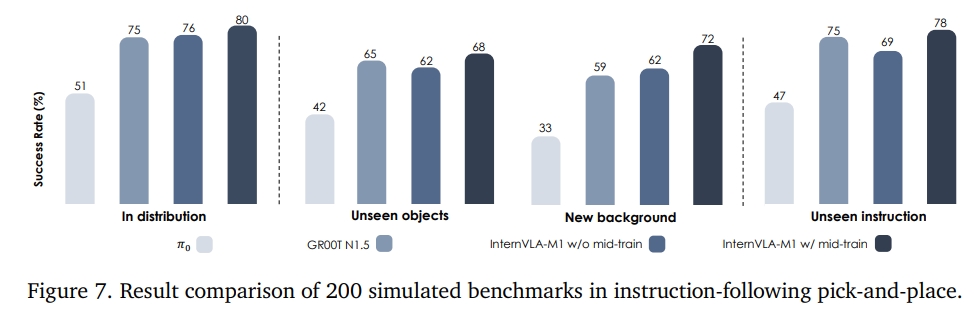 Success Rate (%)
51
75
76
80
In distribution
42
65
62
68
Unseen objects
33
59
62
72
New background
47
75
69
78
Unseen instruction
π₀
GR00T N1.5
InternVLA-M1 w/o mid-train
InternVLA-M1 w/ mid-train
Figure 7. Result comparison of 200 simulated benchmarks in instruction-following pick-and-place.